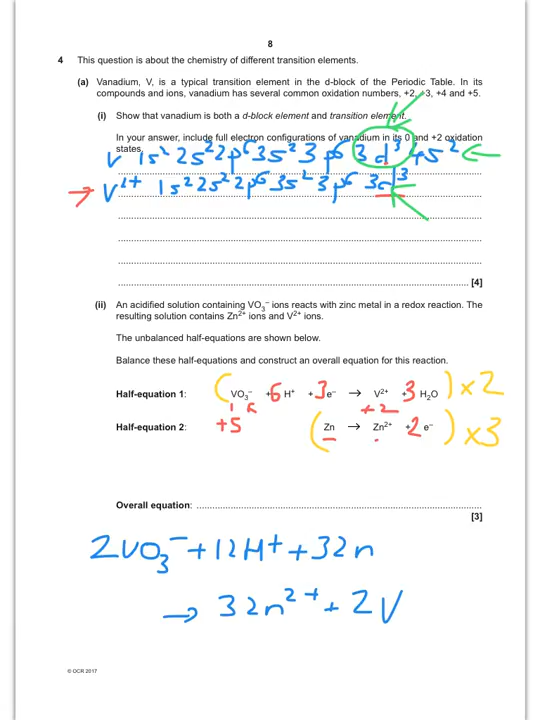 8
4 This question is about the chemistry of different transition elements.
(a) Vanadium, V, is a typical transition element in the d-block of the Periodic Table. In its
compounds and ions, vanadium has several common oxidation numbers, +2, +3, +4 and +5.
(i) Show that vanadium is both a d-block element and transition element.
In your answer, include full electron configurations of vanadium in its 0 and +2 oxidation
states.
V 1s² 2s² 2p⁶ 3s² 3p⁶ 3d³ 4s² ←
→ V²⁺ 1s² 2s² 2p⁶ 3s² 3p⁶ 3d³
[4]
(ii) An acidified solution containing VO₃⁻ ions reacts with zinc metal in a redox reaction. The
resulting solution contains Zn²⁺ ions and V²⁺ ions.
The unbalanced half-equations are shown below.
Balance these half-equations and construct an overall equation for this reaction.
Half-equation 1: (VO₃⁻ +6 H⁺ +3 e⁻ → V²⁺ +3 H₂O) ×2
+5 +2
Half-equation 2: (Zn → Zn²⁺ +2 e⁻) ×3
Overall equation:
[3]
2VO₃⁻ + 12H⁺ + 3Zn
→ 3Zn²⁺ + 2V
© OCR 2017